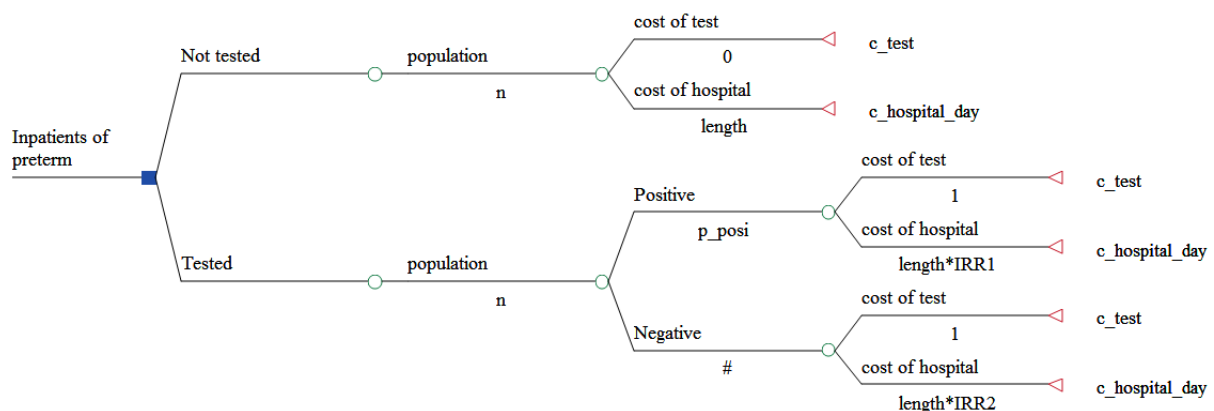 cost of test
Not tested
population
0
c_test
n
cost of hospital
length
c_hospital_day
Inpatients of
preterm
cost of test
Positive
1
c_test
p_posi
cost of hospital
Tested
population
length*IRR1
c_hospital_day
n
cost of test
Negative
1
c_test
#
cost of hospital
length*IRR2
c_hospital_day